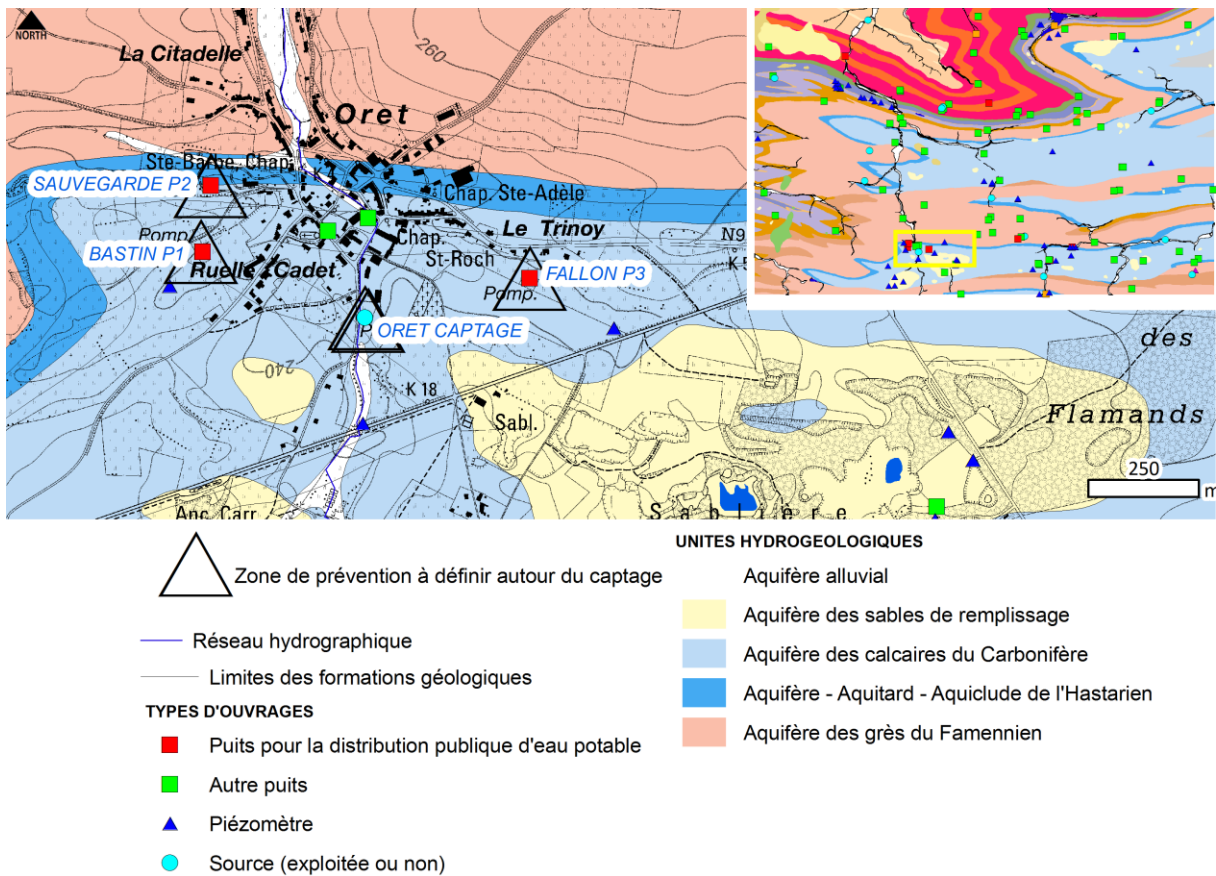 NORTH
La Citadelle
260
Oret
Ste-Barbe Chap.
SAUVEGARDE P2
Chap. Ste-Adèle
Pomp.
BASTIN P1
Ruelle Cadet
Chap.
St-Roch
Le Trinoy
N9
K 5
FALLON P3
Pomp.
ORET CAPTAGE
240
K 18
Sabl.
des
Flamands
250
m
Anc. Carr.
Sablière
Zone de prévention à définir autour du captage
Réseau hydrographique
Limites des formations géologiques
TYPES D'OUVRAGES
Puits pour la distribution publique d'eau potable
Autre puits
Piézomètre
Source (exploitée ou non)
UNITES HYDROGEOLOGIQUES
Aquifère alluvial
Aquifère des sables de remplissage
Aquifère des calcaires du Carbonifère
Aquifère - Aquitard - Aquiclude de l'Hastarien
Aquifère des grès du Famennien